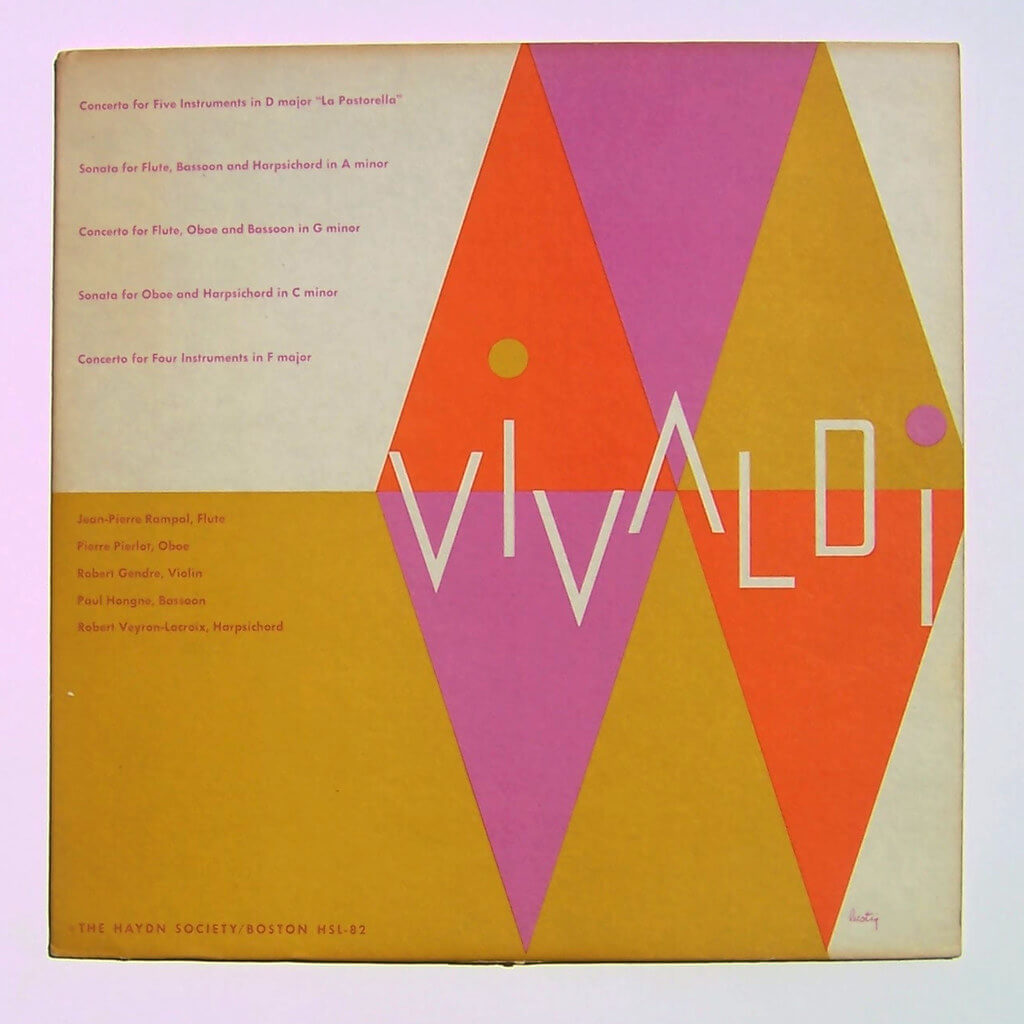 Concerto for Five Instruments in D major "La Pastorella"
Sonata for Flute, Bassoon and Harpsichord in A minor
Concerto for Flute, Oboe and Bassoon in G minor
Sonata for Oboe and Harpsichord in C minor
Concerto for Four Instruments in F major
ViVALDi
Jean-Pierre Rampal, Flute
Pierre Pierlot, Oboe
Robert Gendre, Violin
Paul Hongne, Bassoon
Robert Veyron-Lacroix, Harpsichord
THE HAYDN SOCIETY/BOSTON HSL-82